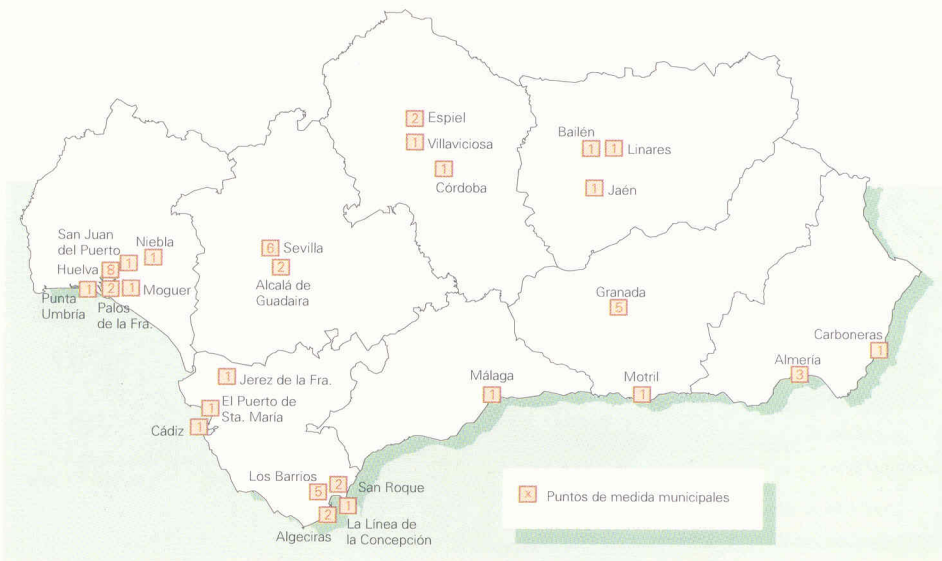 2 Espiel
1 Villaviciosa
1
Córdoba
Bailén
1 1 Linares
1 Jaén
San Juan
del Puerto
1
Niebla
1
Huelva 8
1
Punta
Umbría
2
Palos
de la Fra.
1 Moguer
6 Sevilla
2
Alcalá de
Guadaira
Granada
5
Carboneras
1
Almería
3
Motril
1
Málaga
1
1 Jerez de la Fra.
1 El Puerto de
Sta. María
Cádiz 1
Los Barrios
5
2 San Roque
2
Algeciras
1
La Línea de
la Concepción
x Puntos de medida municipales